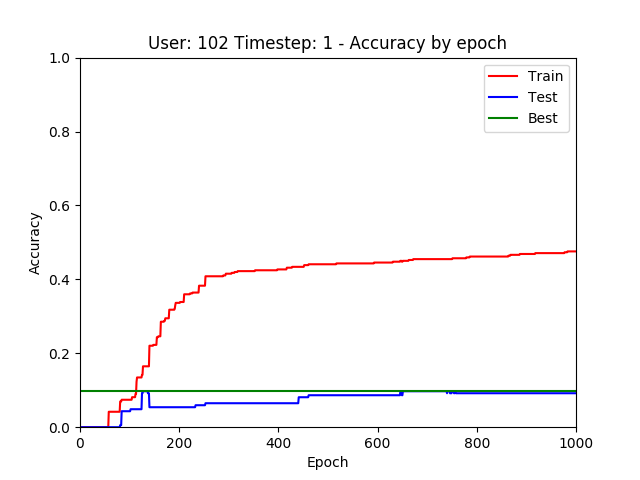 User: 102 Timestep: 1 - Accuracy by epoch
1.0
0.8
0.6
0.4
0.2
0.0
Accuracy
Train
Test
Best
0 200 400 600 800 1000
Epoch